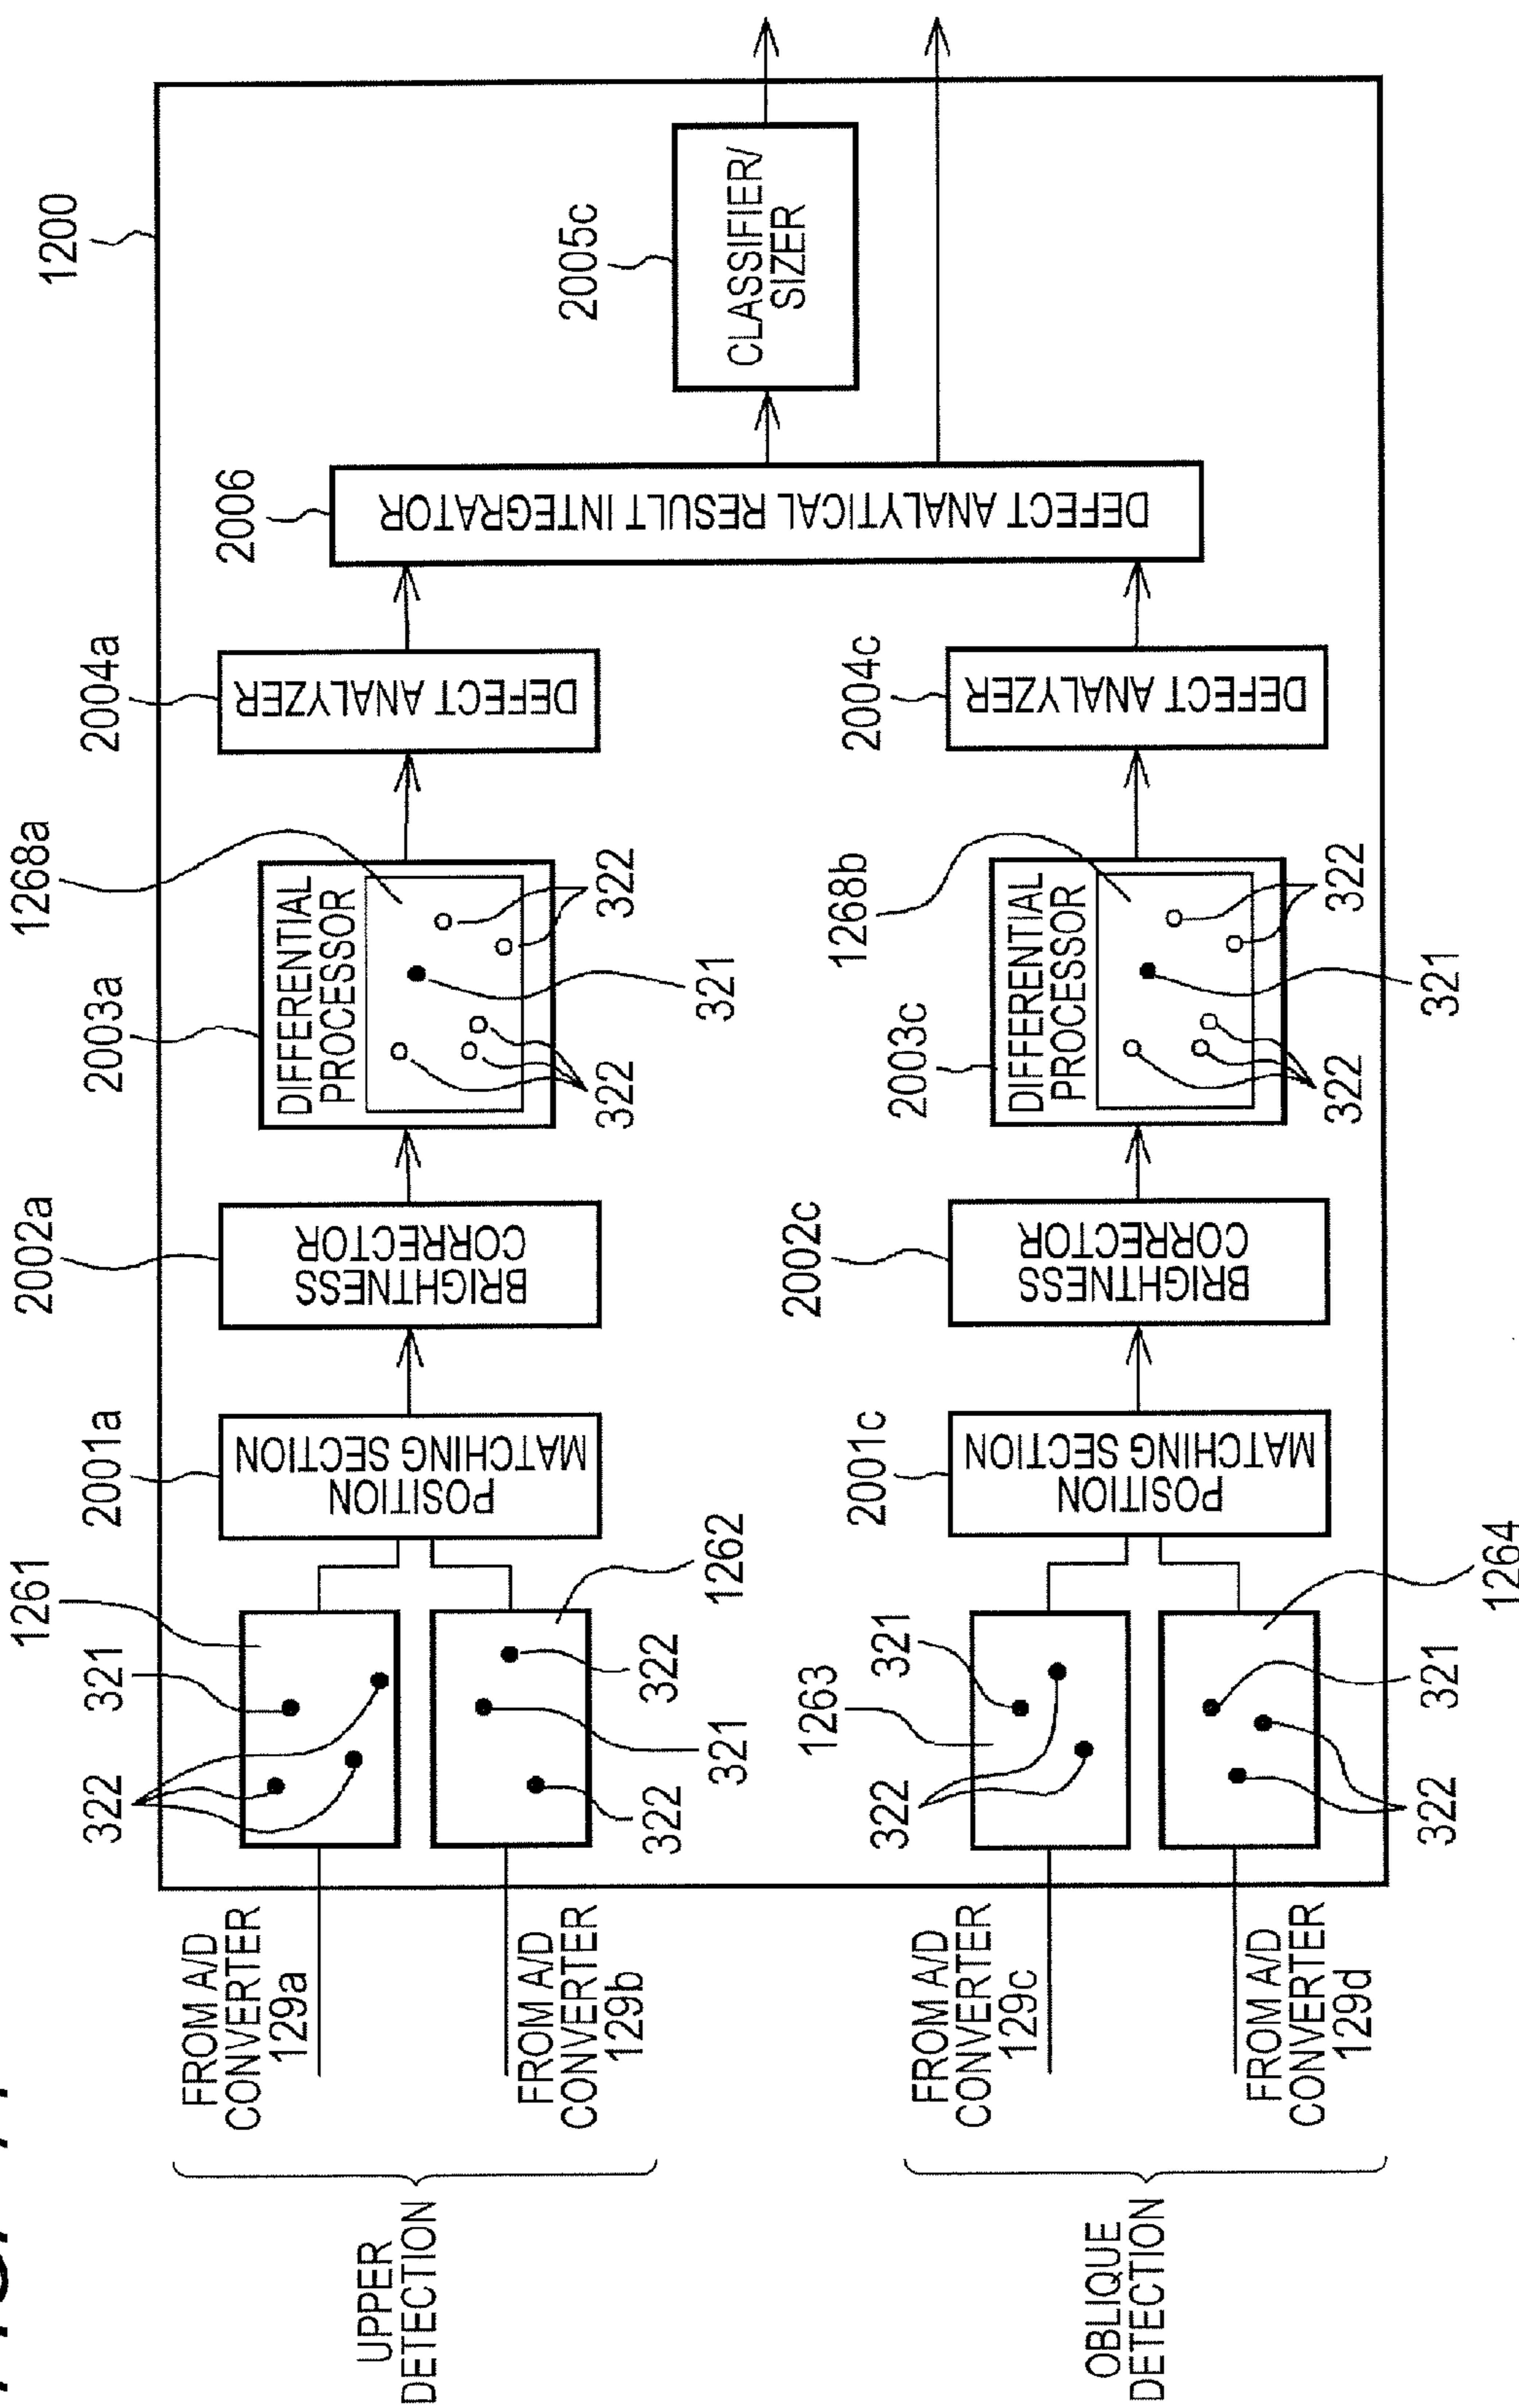 1200
UPPER
DETECTION
FROM A/D
CONVERTER
129a
FROM A/D
CONVERTER
129b
1261
321
322
1262
322
321
322
2001a
POSITION
MATCHING SECTION
2002a
BRIGHTNESS
CORRECTOR
2003a
1268a
DIFFERENTIAL
PROCESSOR
322
321
322
2004a
DEFECT ANALYZER
2006
DEFECT ANALYTICAL RESULT INTEGRATOR
2005c
CLASSIFIER/
SIZER
OBLIQUE
DETECTION
FROM A/D
CONVERTER
129c
FROM A/D
CONVERTER
129d
1263
321
322
1264
321
322
2001c
POSITION
MATCHING SECTION
2002c
BRIGHTNESS
CORRECTOR
2003c
1268b
DIFFERENTIAL
PROCESSOR
322
321
322
2004c
DEFECT ANALYZER